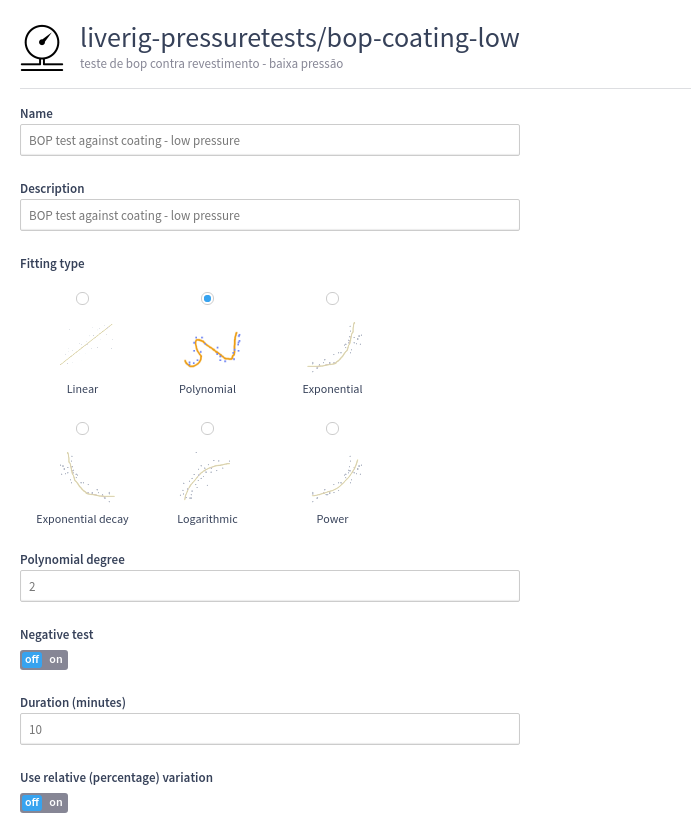 liverig-pressuretests/bop-coating-low
teste de bop contra revestimento - baixa pressão
Name
BOP test against coating - low pressure
Description
BOP test against coating - low pressure
Fitting type
Linear
Polynomial
Exponential
Exponential decay
Logarithmic
Power
Polynomial degree
2
Negative test
off on
Duration (minutes)
10
Use relative (percentage) variation
off on